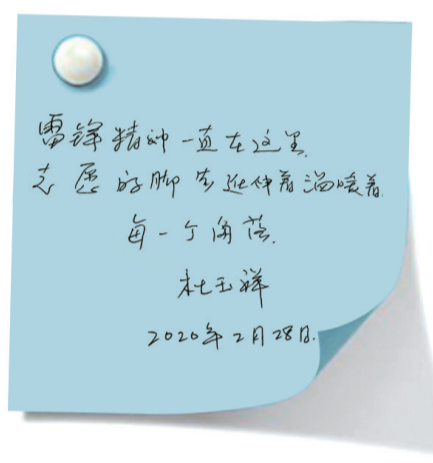 雷锋精神一直在这里.
志愿的脚步延伸着温暖着.
每一个角落.
杜玉祥
2020年2月28日.